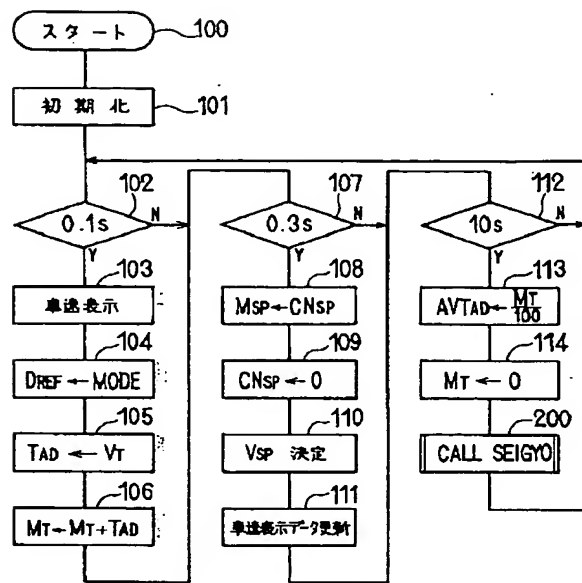 スタート
100
初期化
101
102
0.1s
N
Y
103
車速表示
104
DREF←MODE
105
TAD←VT
106
MT←MT+TAD
107
0.3s
N
Y
108
MSP←CNSP
109
CNSP←0
110
VSP 決定
111
車速表示データ更新
112
10s
N
Y
113
AVTAD←MT/100
114
MT←0
200
CALL SEIGYO